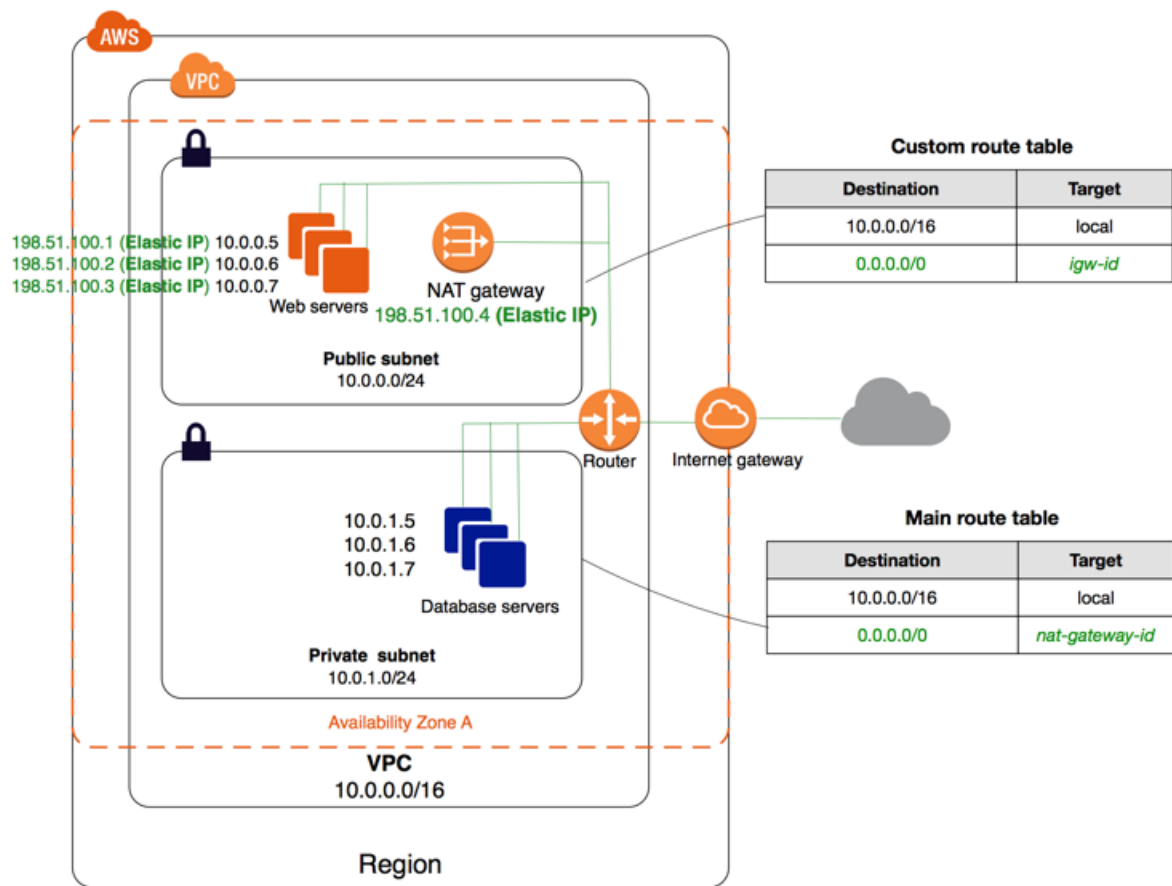 AWS
VPC
198.51.100.1 (Elastic IP) 10.0.0.5
198.51.100.2 (Elastic IP) 10.0.0.6
198.51.100.3 (Elastic IP) 10.0.0.7
Web servers
NAT gateway
198.51.100.4 (Elastic IP)
Public subnet
10.0.0.0/24
Custom route table
Destination Target
10.0.0.0/16 local
0.0.0.0/0 igw-id
Router
Internet gateway
10.0.1.5
10.0.1.6
10.0.1.7
Database servers
Private subnet
10.0.1.0/24
Main route table
Destination Target
10.0.0.0/16 local
0.0.0.0/0 nat-gateway-id
Availability Zone A
VPC
10.0.0.0/16
Region